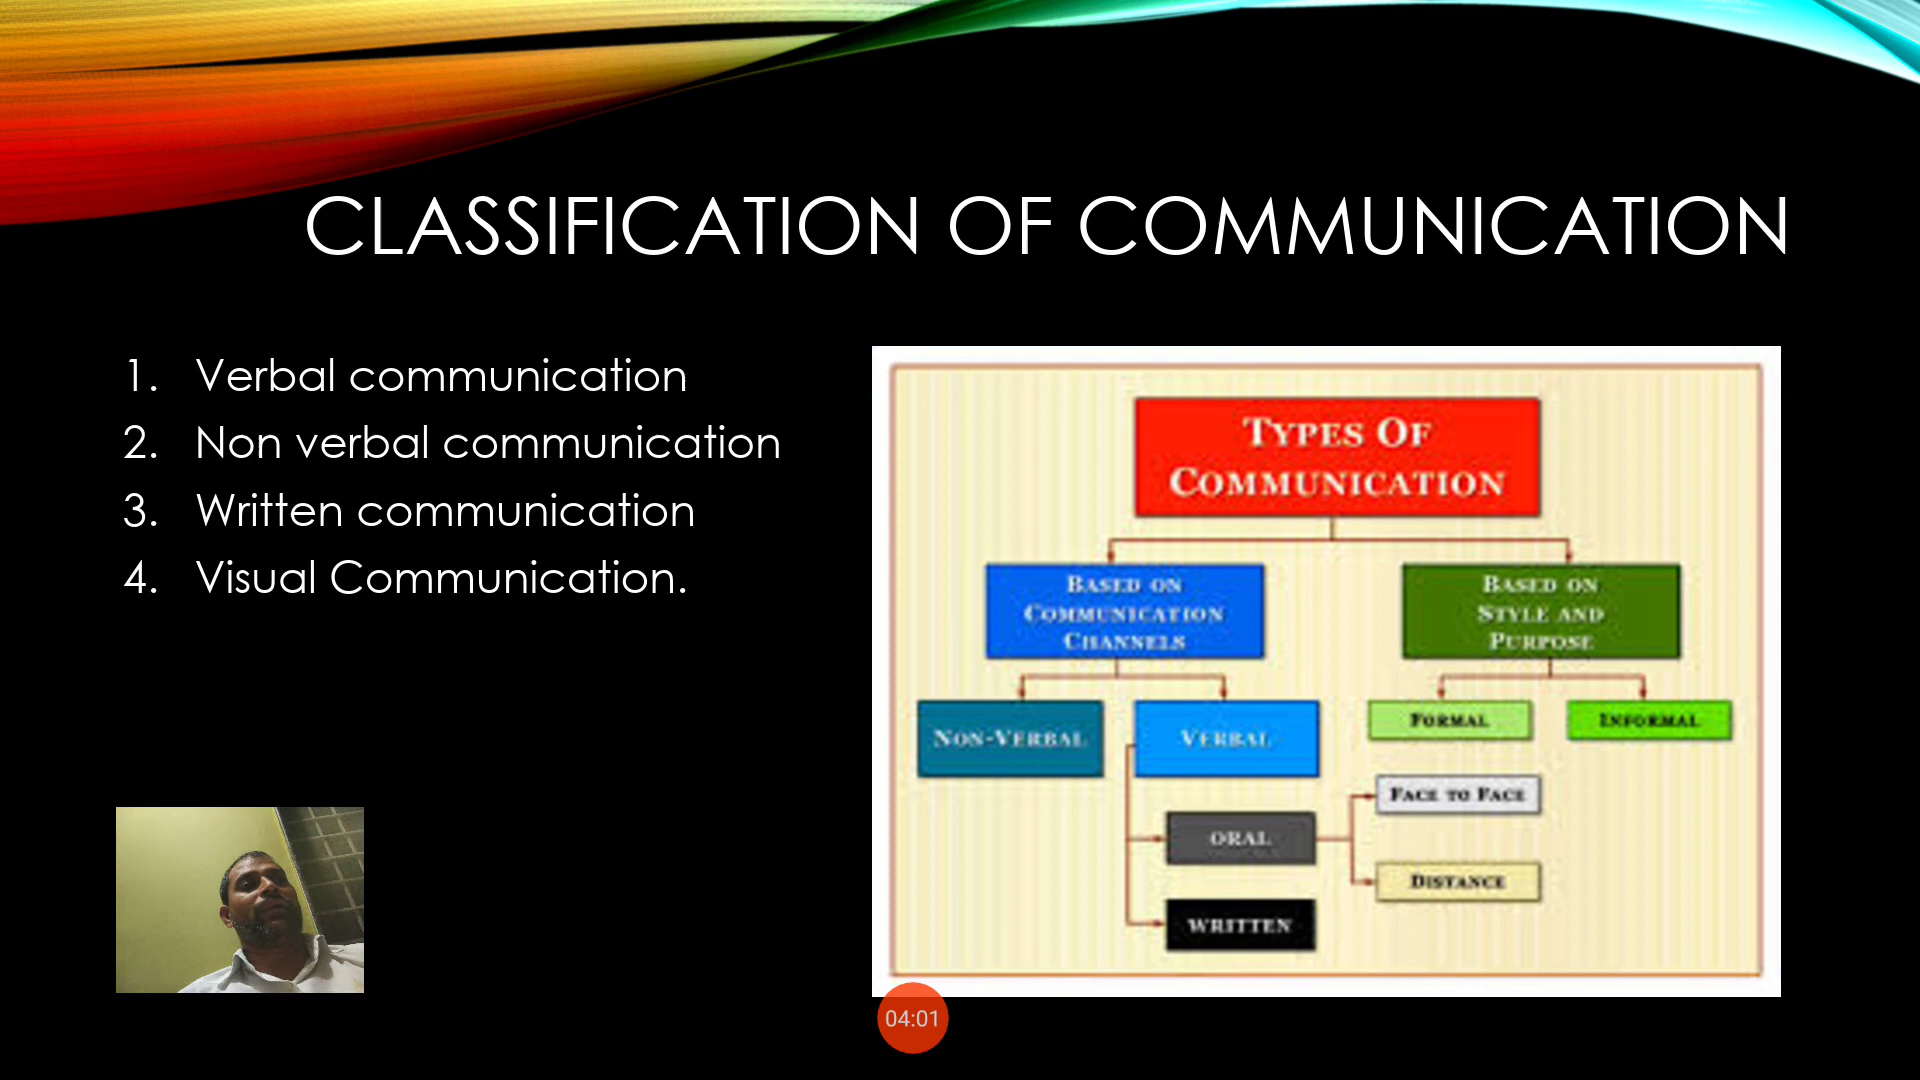 CLASSIFICATION OF COMMUNICATION
1. Verbal communication
2. Non verbal communication
3. Written communication
4. Visual Communication.
TYPES OF
COMMUNICATION
BASED ON
COMMUNICATION
CHANNELS
BASED ON
STYLE AND
PURPOSE
NON-VERBAL
VERBAL
FORMAL
INFORMAL
FACE TO FACE
ORAL
DISTANCE
WRITTEN
04:01